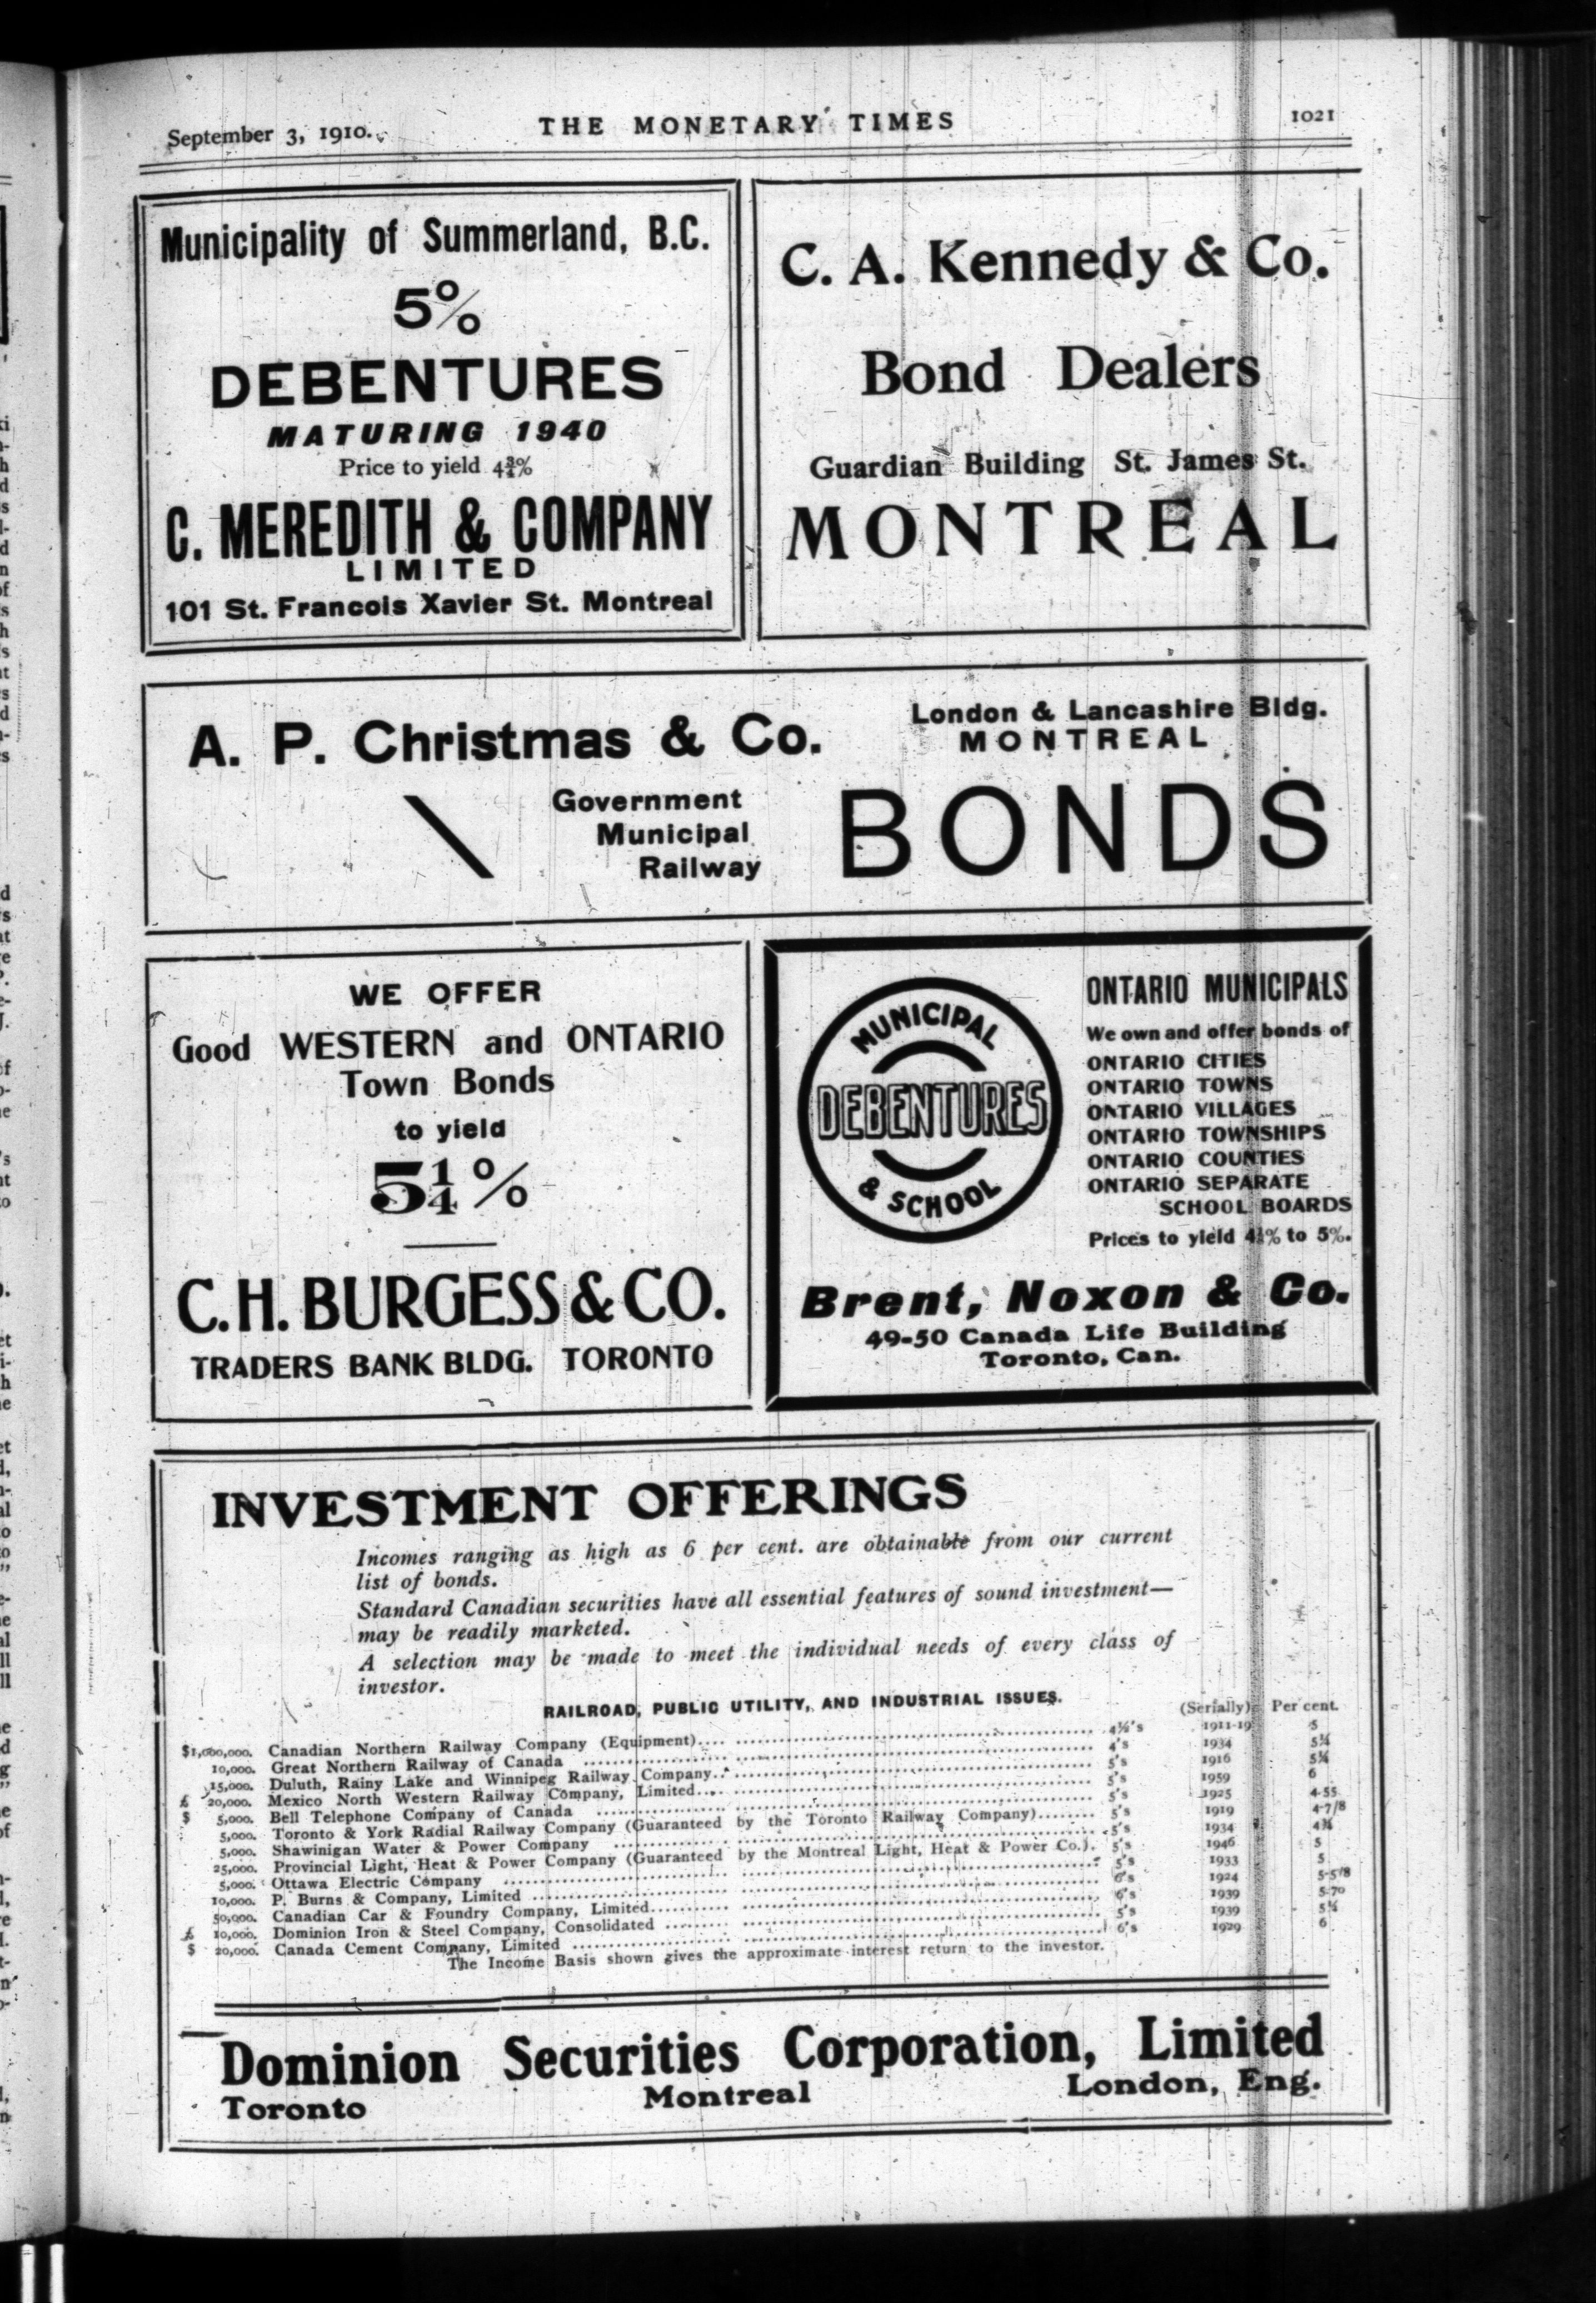 September 3, 1910.
THE MONETARY TIMES
1021
Municipality of Summerland, B.C.
5%
DEBENTURES
MATURING 1940
Price to yield 4¾%
C. MEREDITH & COMPANY
LIMITED
101 St. Francois Xavier St. Montreal
C. A. Kennedy & Co.
Bond Dealers
Guardian Building St. James St.
MONTREAL
A. P. Christmas & Co.
London & Lancashire Bldg.
MONTREAL
Government
Municipal
Railway
BONDS
WE OFFER
Good WESTERN and ONTARIO
Town Bonds
to yield
5¼%
C.H. BURGESS & CO.
TRADERS BANK BLDG. TORONTO
MUNICIPAL
DEBENTURES
& SCHOOL
ONTARIO MUNICIPALS
We own and offer bonds of
ONTARIO CITIES
ONTARIO TOWNS
ONTARIO VILLAGES
ONTARIO TOWNSHIPS
ONTARIO COUNTIES
ONTARIO SEPARATE
SCHOOL BOARDS
Prices to yield to 5%.
Brent, Noxon & Co.
49-50 Canada Life Building
Toronto, Can.
INVESTMENT OFFERINGS
Incomes ranging as high as 6 per cent. are obtainable from our current
list of bonds.
Standard Canadian securities have all essential features of sound investment—
may be readily marketed.
A selection may be made to meet the individual needs of every class of
investor.
RAILROAD, PUBLIC UTILITY, AND INDUSTRIAL ISSUES.
(Serially) Per cent.
$1,000,000. Canadian Northern Railway Company (Equipment) 4½'s 1911-19 5
10,000. Great Northern Railway of Canada 4's 1934 5¼
15,000. Duluth, Rainy Lake and Winnipeg Railway Company 5's 1916 5¼
£ 20,000. Mexico North Western Railway Company, Limited 5's 1959 6
$ 5,000. Bell Telephone Company of Canada 5's 1925 4.55
5,000. Toronto & York Radial Railway Company (Guaranteed by the Toronto Railway Company) 5's 1919 4-7/8
5,000. Shawinigan Water & Power Company 5's 1934 4¾
25,000. Provincial Light, Heat & Power Company (Guaranteed by the Montreal Light, Heat & Power Co.). 5's 1946 5
5,000. Ottawa Electric Company 5's 1933 5
10,000. P. Burns & Company, Limited 6's 1924 5-5/8
50,000. Canadian Car & Foundry Company, Limited 6's 1939 5.70
£ 10,000. Dominion Iron & Steel Company, Consolidated 5's 1939 5¼
$ 20,000. Canada Cement Company, Limited 6's 1929 6
The Income Basis shown gives the approximate interest return to the investor.
Dominion Securities Corporation, Limited
Toronto Montreal London, Eng.